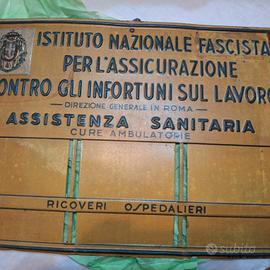 ISTITUTO NAZIONALE FASCISTA
PER L'ASSICURAZIONE
CONTRO GLI INFORTUNI SUL LAVORO
DIREZIONE GENERALE IN ROMA
ASSISTENZA SANITARIA
CURE AMBULATORIE
RICOVERI OSPEDALIERI
subito